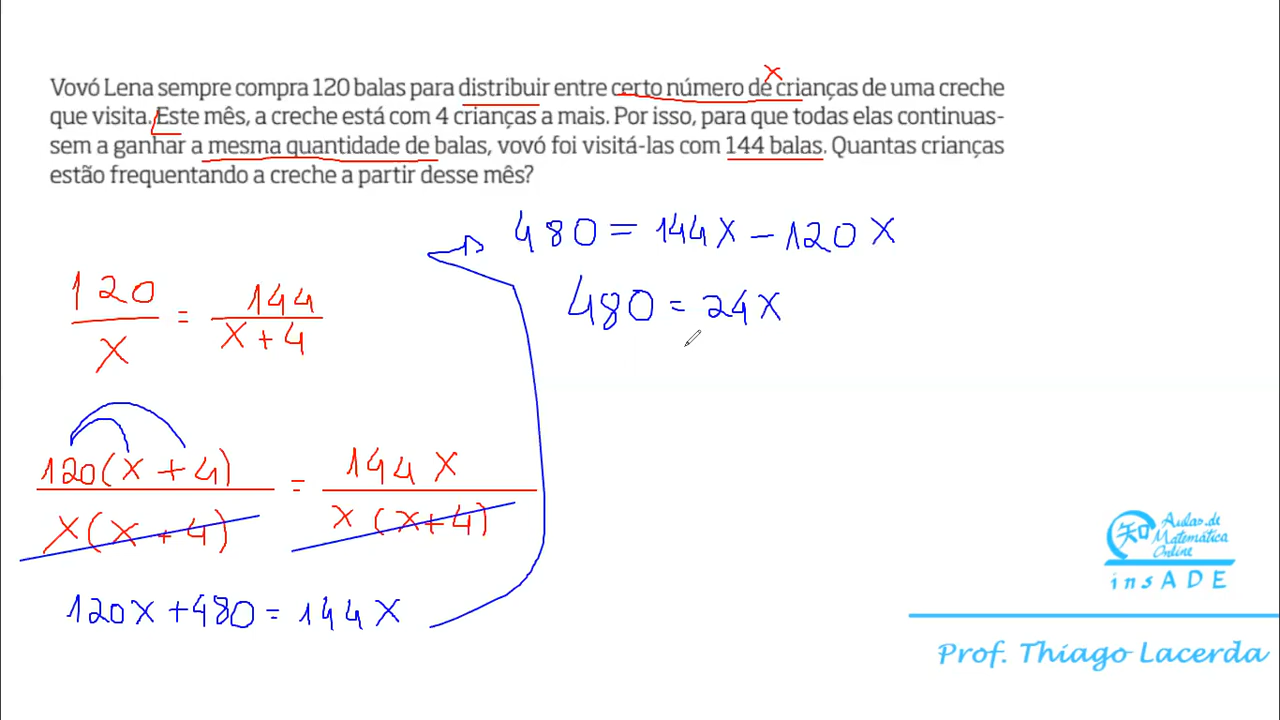 Vovó Lena sempre compra 120 balas para distribuir entre certo número de crianças de uma creche
x
que visita. Este mês, a creche está com 4 crianças a mais. Por isso, para que todas elas continuas-
sem a ganhar a mesma quantidade de balas, vovó foi visitá-las com 144 balas. Quantas crianças
estão frequentando a creche a partir desse mês?
120/x = 144/x+4
120(x+4)/x(x+4) = 144x/x(x+4)
120x+480=144x
480=144x-120x
480=24x
知 Aulas de
Matemática
Online
insADE
Prof. Thiago Lacerda